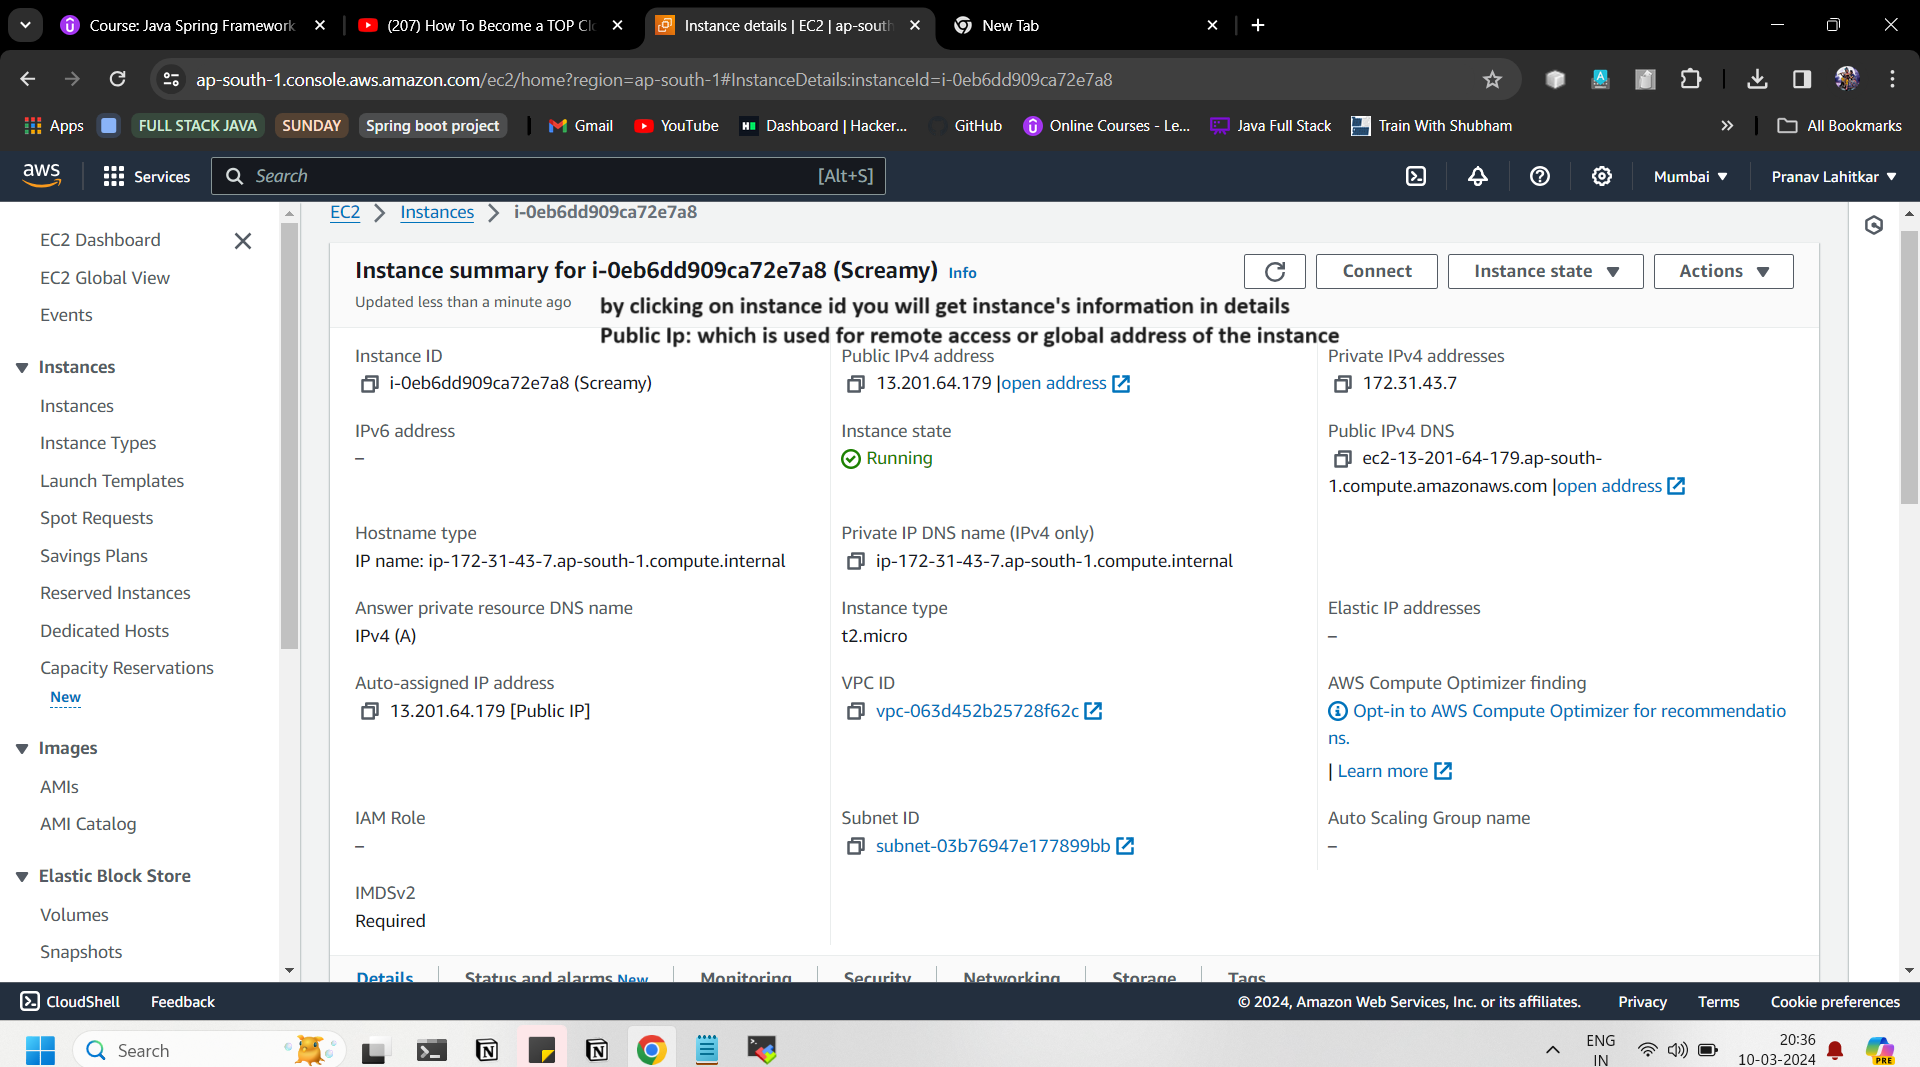 Course: Java Spring Framework
(207) How To Become a TOP Clo
Instance details | EC2 | ap-south
New Tab
ap-south-1.console.aws.amazon.com/ec2/home?region=ap-south-1#InstanceDetails:instanceId=i-0eb6dd909ca72e7a8
Apps
FULL STACK JAVA
SUNDAY
Spring boot project
Gmail
YouTube
Dashboard | Hacker...
GitHub
Online Courses - Le...
Java Full Stack
Train With Shubham
All Bookmarks
aws
Services
Search
[Alt+S]
Mumbai
Pranav Lahitkar
EC2 Dashboard
EC2 Global View
Events
Instances
Instances
Instance Types
Launch Templates
Spot Requests
Savings Plans
Reserved Instances
Dedicated Hosts
Capacity Reservations
New
Images
AMIs
AMI Catalog
Elastic Block Store
Volumes
Snapshots
EC2 > Instances > i-0eb6dd909ca72e7a8
Instance summary for i-0eb6dd909ca72e7a8 (Screamy) Info
Connect
Instance state
Actions
Updated less than a minute ago
by clicking on instance id you will get instance's information in details
Public Ip: which is used for remote access or global address of the instance
Instance ID
i-0eb6dd909ca72e7a8 (Screamy)
Public IPv4 address
13.201.64.179 |open address
Private IPv4 addresses
172.31.43.7
IPv6 address
–
Instance state
Running
Public IPv4 DNS
ec2-13-201-64-179.ap-south-
1.compute.amazonaws.com |open address
Hostname type
IP name: ip-172-31-43-7.ap-south-1.compute.internal
Private IP DNS name (IPv4 only)
ip-172-31-43-7.ap-south-1.compute.internal
Answer private resource DNS name
IPv4 (A)
Instance type
t2.micro
Elastic IP addresses
–
Auto-assigned IP address
13.201.64.179 [Public IP]
VPC ID
vpc-063d452b25728f62c
AWS Compute Optimizer finding
Opt-in to AWS Compute Optimizer for recommendatio
ns.
| Learn more
IAM Role
–
Subnet ID
subnet-03b76947e177899bb
Auto Scaling Group name
–
IMDSv2
Required
Details
Status and alarms New
Monitoring
Security
Networking
Storage
Tags
CloudShell
Feedback
© 2024, Amazon Web Services, Inc. or its affiliates.
Privacy
Terms
Cookie preferences
Search
ENG
IN
20:36
10-03-2024
PRE